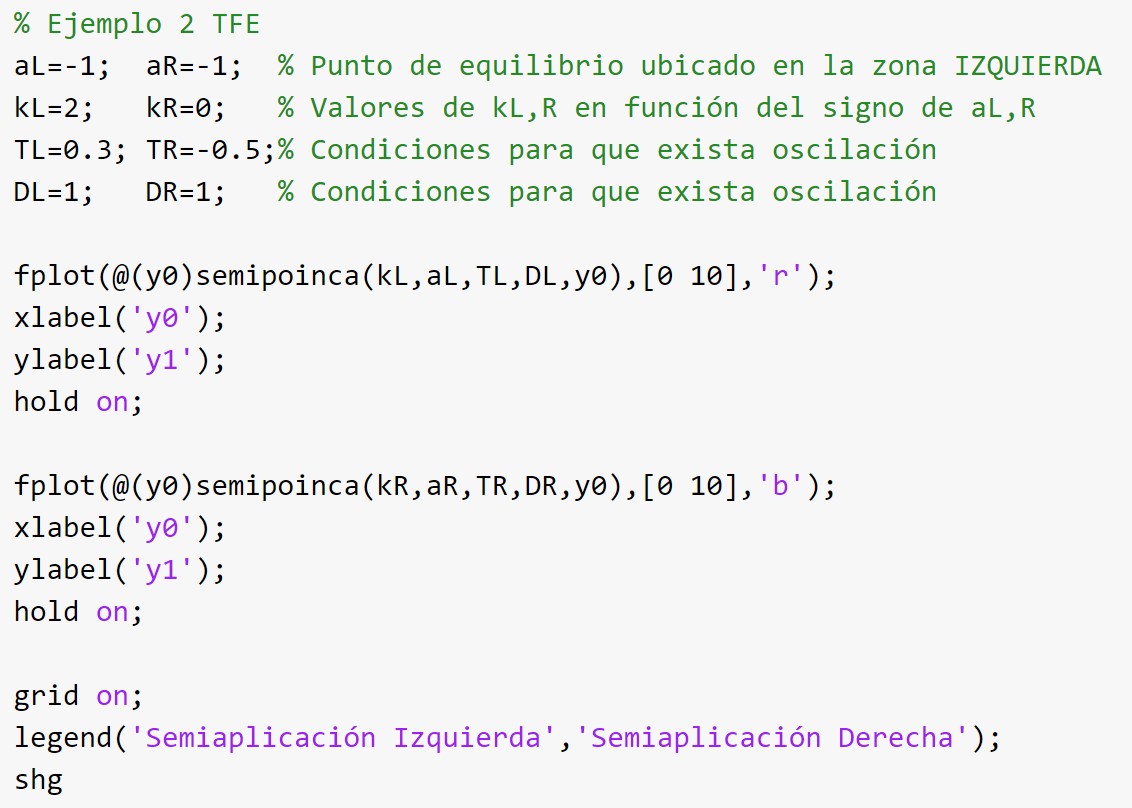 % Ejemplo 2 TFE
aL=-1;  aR=-1;  % Punto de equilibrio ubicado en la zona IZQUIERDA
kL=2;   kR=0;   % Valores de kL,R en función del signo de aL,R
TL=0.3; TR=-0.5;% Condiciones para que exista oscilación
DL=1;   DR=1;   % Condiciones para que exista oscilación

fplot(@(y0)semipoinca(kL,aL,TL,DL,y0),[0 10],'r');
xlabel('y0');
ylabel('y1');
hold on;

fplot(@(y0)semipoinca(kR,aR,TR,DR,y0),[0 10],'b');
xlabel('y0');
ylabel('y1');
hold on;

grid on;
legend('Semiaplicación Izquierda','Semiaplicación Derecha');
shg